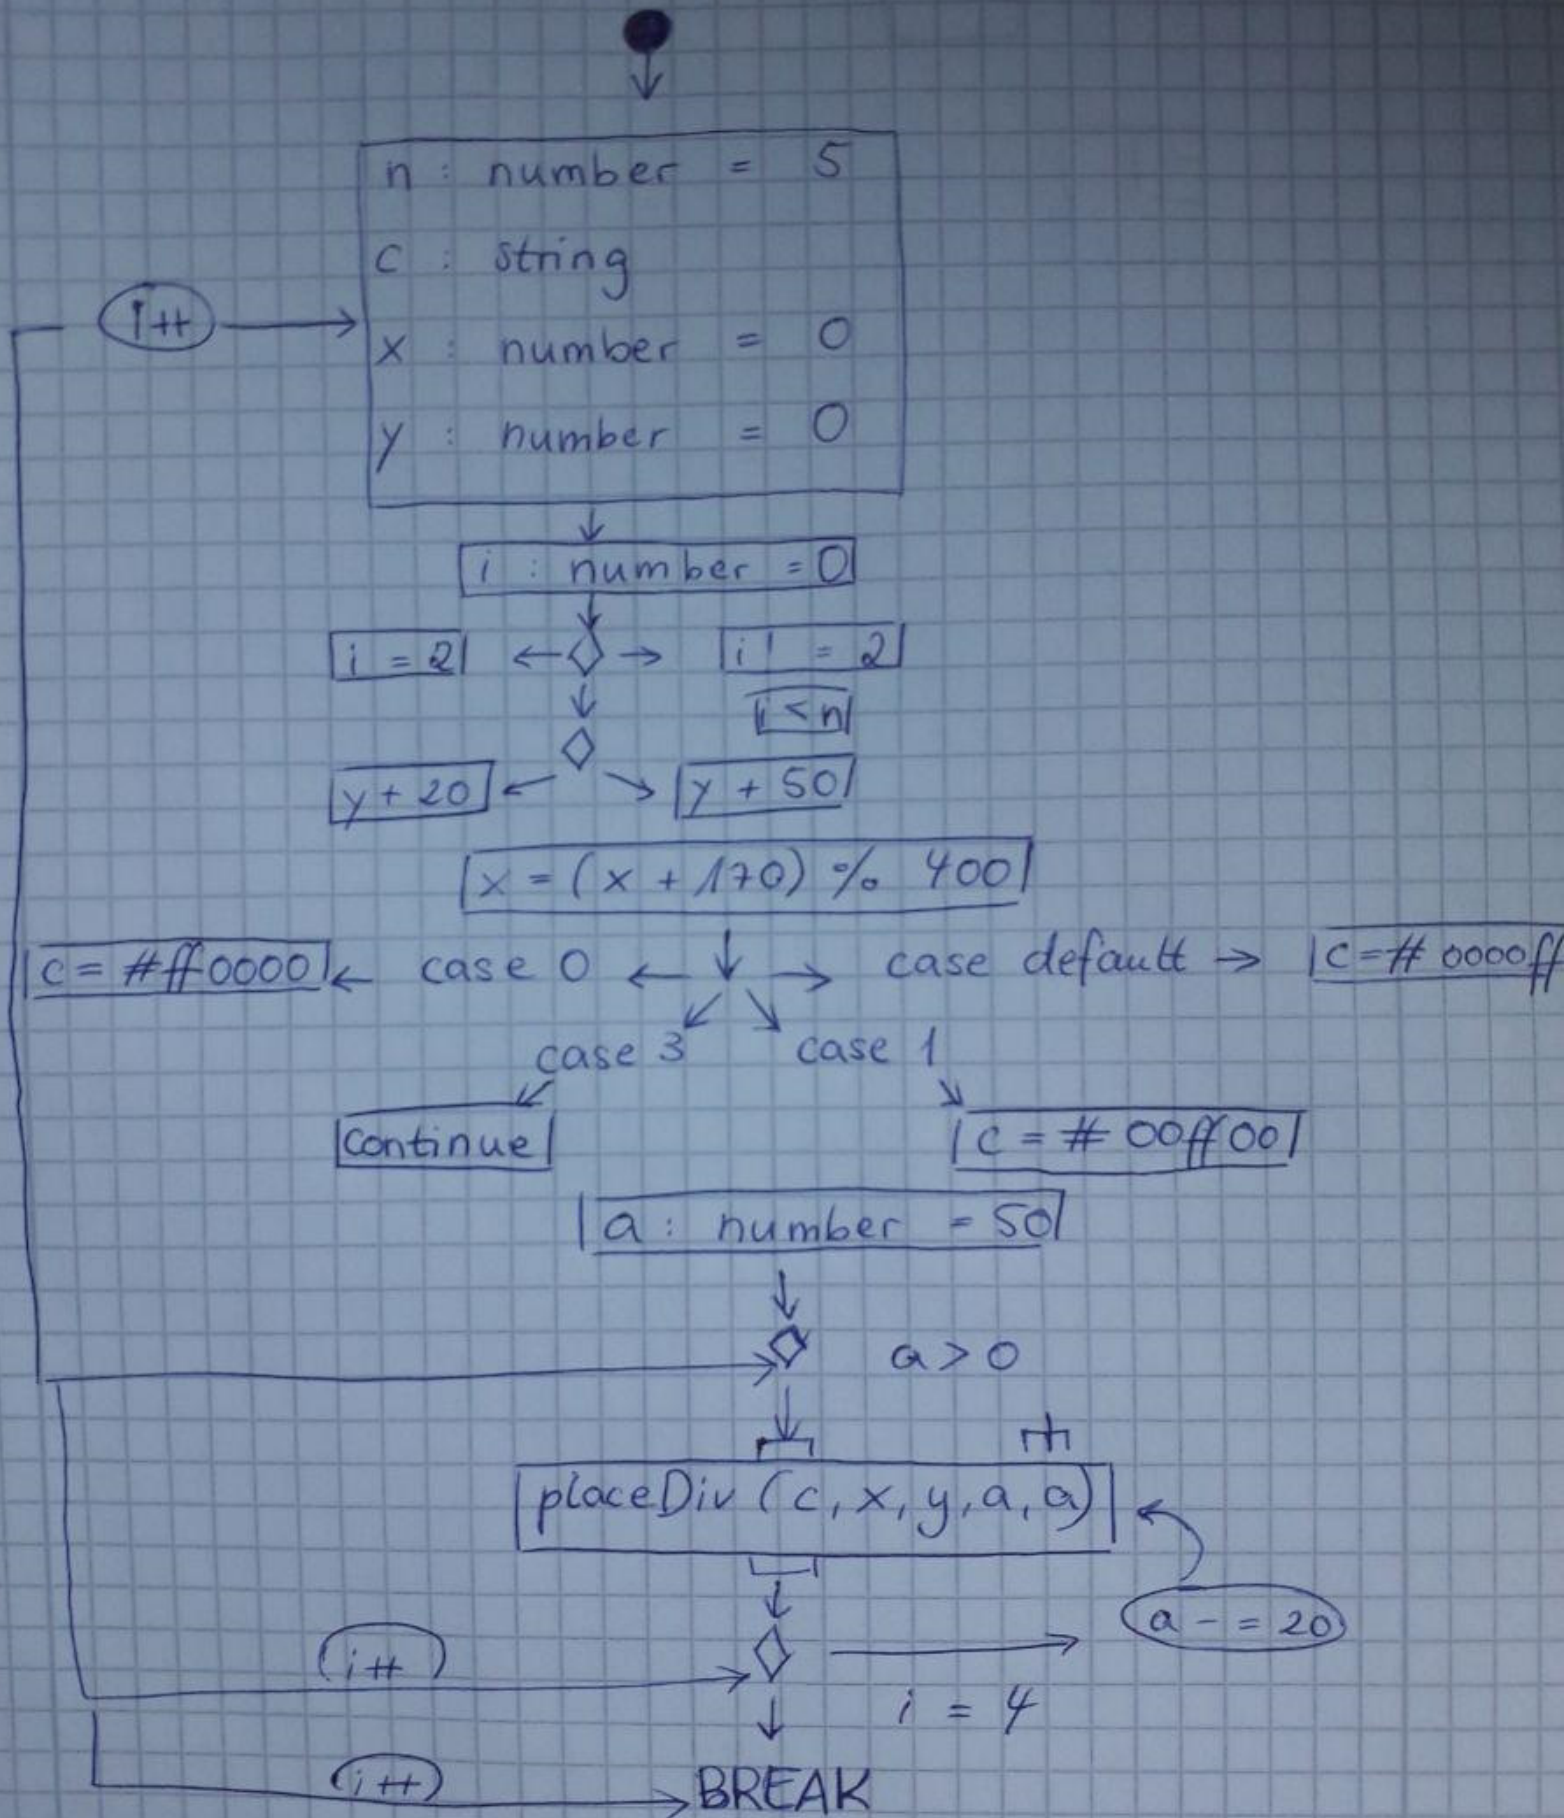 n : number = 5
c : string
i++
x : number = 0
y : number = 0
i : number = 0
i = 2
i ! = 2
i < n
y + 20
y + 50
x = (x + 170) % 400
c = #ff0000
case 0
case default
c = # 0000ff
case 3
case 1
continue
c = # 00ff00
a : number = 50
a > 0
placeDiv (c, x, y, a, a)
a - = 20
i++
i = 4
i++
BREAK